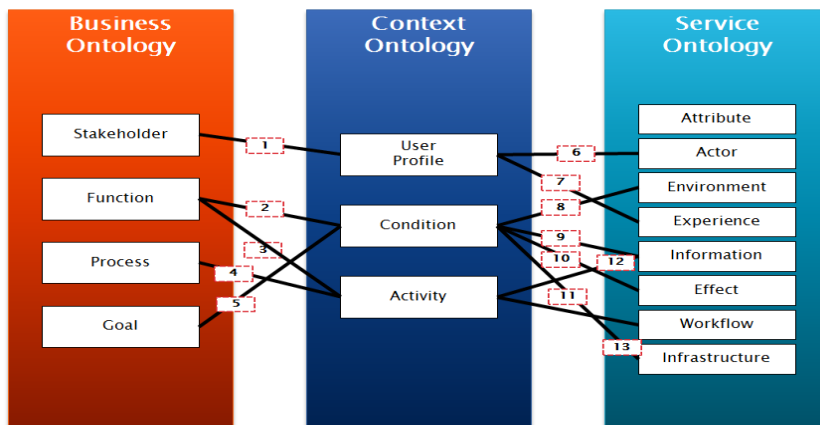 Business
Ontology
Context
Ontology
Service
Ontology
Stakeholder
Function
Process
Goal
1
2
3
4
5
User
Profile
Condition
Activity
6
7
8
9
10
12
11
13
Attribute
Actor
Environment
Experience
Information
Effect
Workflow
Infrastructure